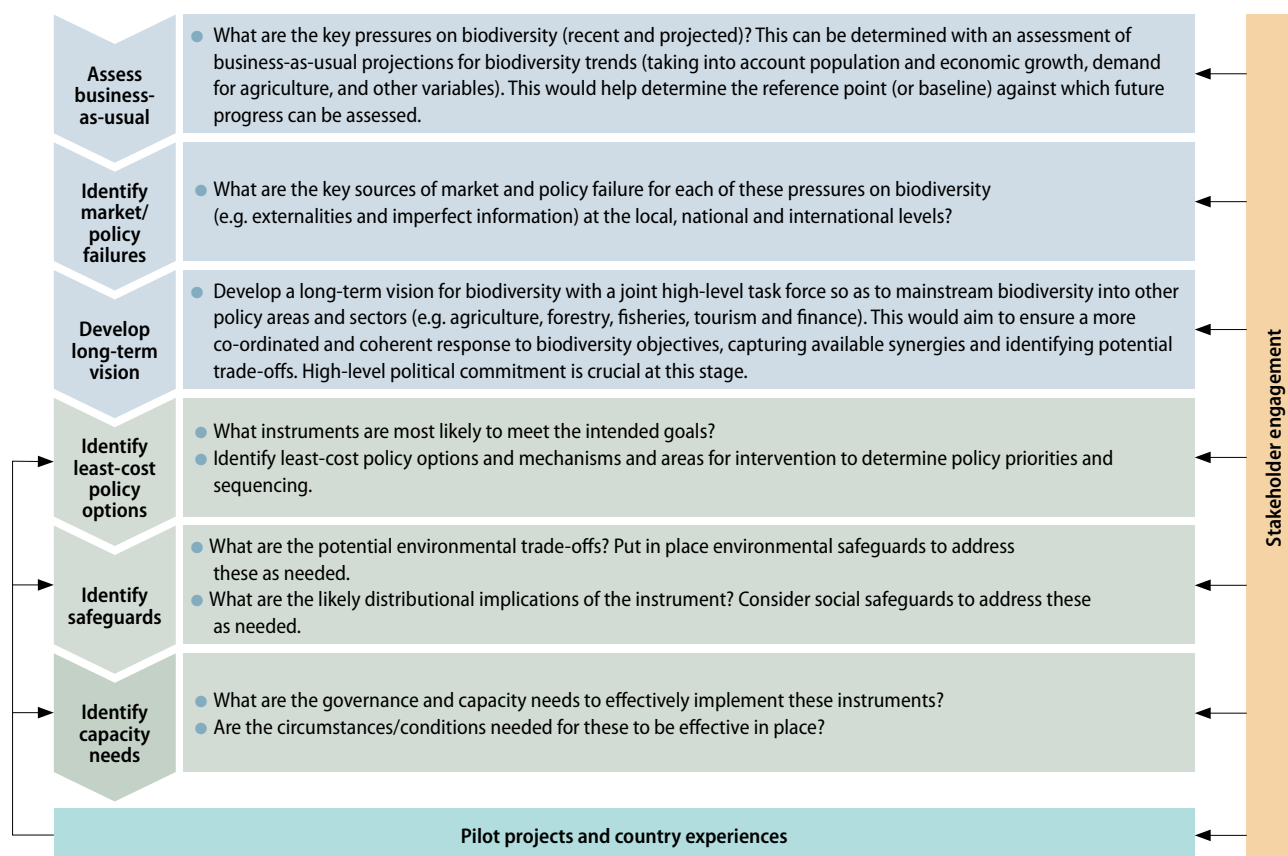 Assess
business-
as-usual
What are the key pressures on biodiversity (recent and projected)? This can be determined with an assessment of
business-as-usual projections for biodiversity trends (taking into account population and economic growth, demand
for agriculture, and other variables). This would help determine the reference point (or baseline) against which future
progress can be assessed.
Identify
market/
policy
failures
What are the key sources of market and policy failure for each of these pressures on biodiversity
(e.g. externalities and imperfect information) at the local, national and international levels?
Develop
long-term
vision
Develop a long-term vision for biodiversity with a joint high-level task force so as to mainstream biodiversity into other
policy areas and sectors (e.g. agriculture, forestry, fisheries, tourism and finance). This would aim to ensure a more
co-ordinated and coherent response to biodiversity objectives, capturing available synergies and identifying potential
trade-offs. High-level political commitment is crucial at this stage.
Identify
least-cost
policy
options
What instruments are most likely to meet the intended goals?
Identify least-cost policy options and mechanisms and areas for intervention to determine policy priorities and
sequencing.
Identify
safeguards
What are the potential environmental trade-offs? Put in place environmental safeguards to address
these as needed.
What are the likely distributional implications of the instrument? Consider social safeguards to address these
as needed.
Identify
capacity
needs
What are the governance and capacity needs to effectively implement these instruments?
Are the circumstances/conditions needed for these to be effective in place?
Pilot projects and country experiences
Stakeholder engagement